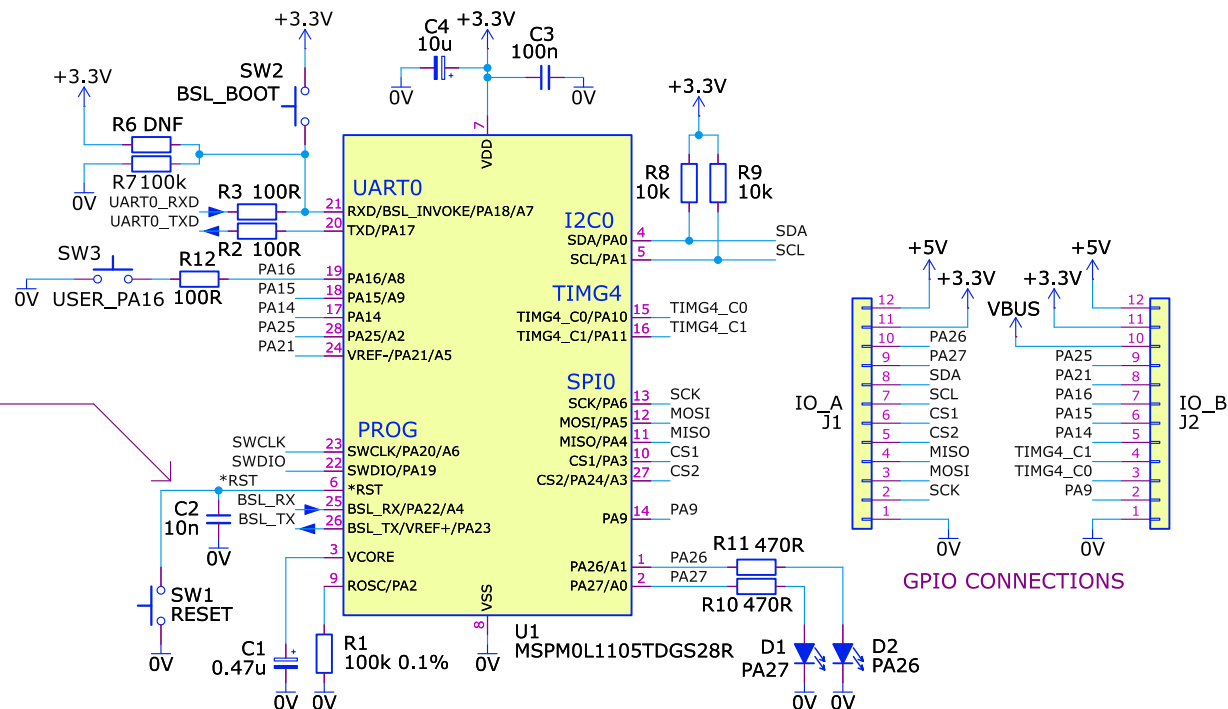 +3.3V
SW2
BSL_BOOT
+3.3V
R6 DNF
R7 100k
0V
UART0_RXD
UART0_TXD
R3 100R
R2 100R
SW3
USER_PA16
0V
R12
100R
C4
10u
+3.3V
C3
100n
0V
0V
7
VDD
UART0
21 RXD/BSL_INVOKE/PA18/A7
20 TXD/PA17
PA16 19 PA16/A8
PA15 18 PA15/A9
PA14 17 PA14
PA25 28 PA25/A2
PA21 24 VREF-/PA21/A5
PROG
SWCLK 23 SWCLK/PA20/A6
SWDIO 22 SWDIO/PA19
*RST 6 *RST
BSL_RX 25 BSL_RX/PA22/A4
BSL_TX 26 BSL_TX/VREF+/PA23
3 VCORE
9 ROSC/PA2
C2
10n
0V
SW1
RESET
0V
C1
0.47u
0V
R1
100k 0.1%
0V
VSS
8
0V
U1
MSPM0L1105TDGS28R
+3.3V
R8
10k
R9
10k
I2C0
SDA/PA0 4 SDA
SCL/PA1 5 SCL
TIMG4
TIMG4_C0/PA10 15 TIMG4_C0
TIMG4_C1/PA11 16 TIMG4_C1
SPI0
SCK/PA6 13 SCK
MOSI/PA5 12 MOSI
MISO/PA4 11 MISO
CS1/PA3 10 CS1
CS2/PA24/A3 27 CS2
PA9 14 PA9
PA26/A1 1 PA26
PA27/A0 2 PA27
R11 470R
R10 470R
D1
PA27
0V
D2
PA26
0V
IO_A
J1
+5V
+3.3V
12
11
10 PA26
9 PA27
8 SDA
7 SCL
6 CS1
5 CS2
4 MISO
3 MOSI
2 SCK
1
0V
+5V
+3.3V
VBUS
12
11
10
PA25 9
PA21 8
PA16 7
PA15 6
PA14 5
TIMG4_C1 4
TIMG4_C0 3
PA9 2
1
0V
IO_B
J2
GPIO CONNECTIONS